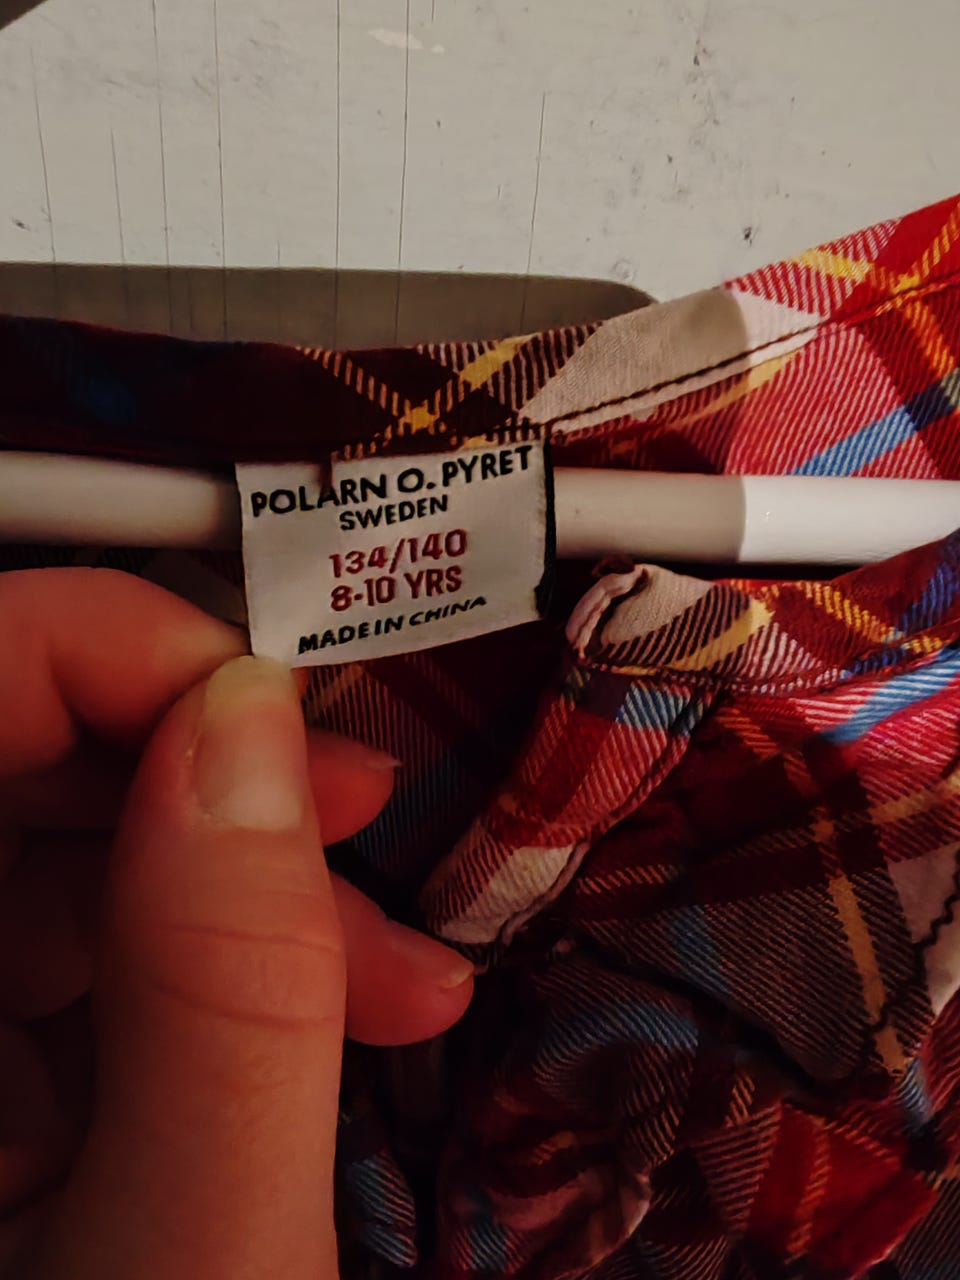 POLARN O. PYRET
SWEDEN
134/140
8-10 YRS
MADE IN CHINA